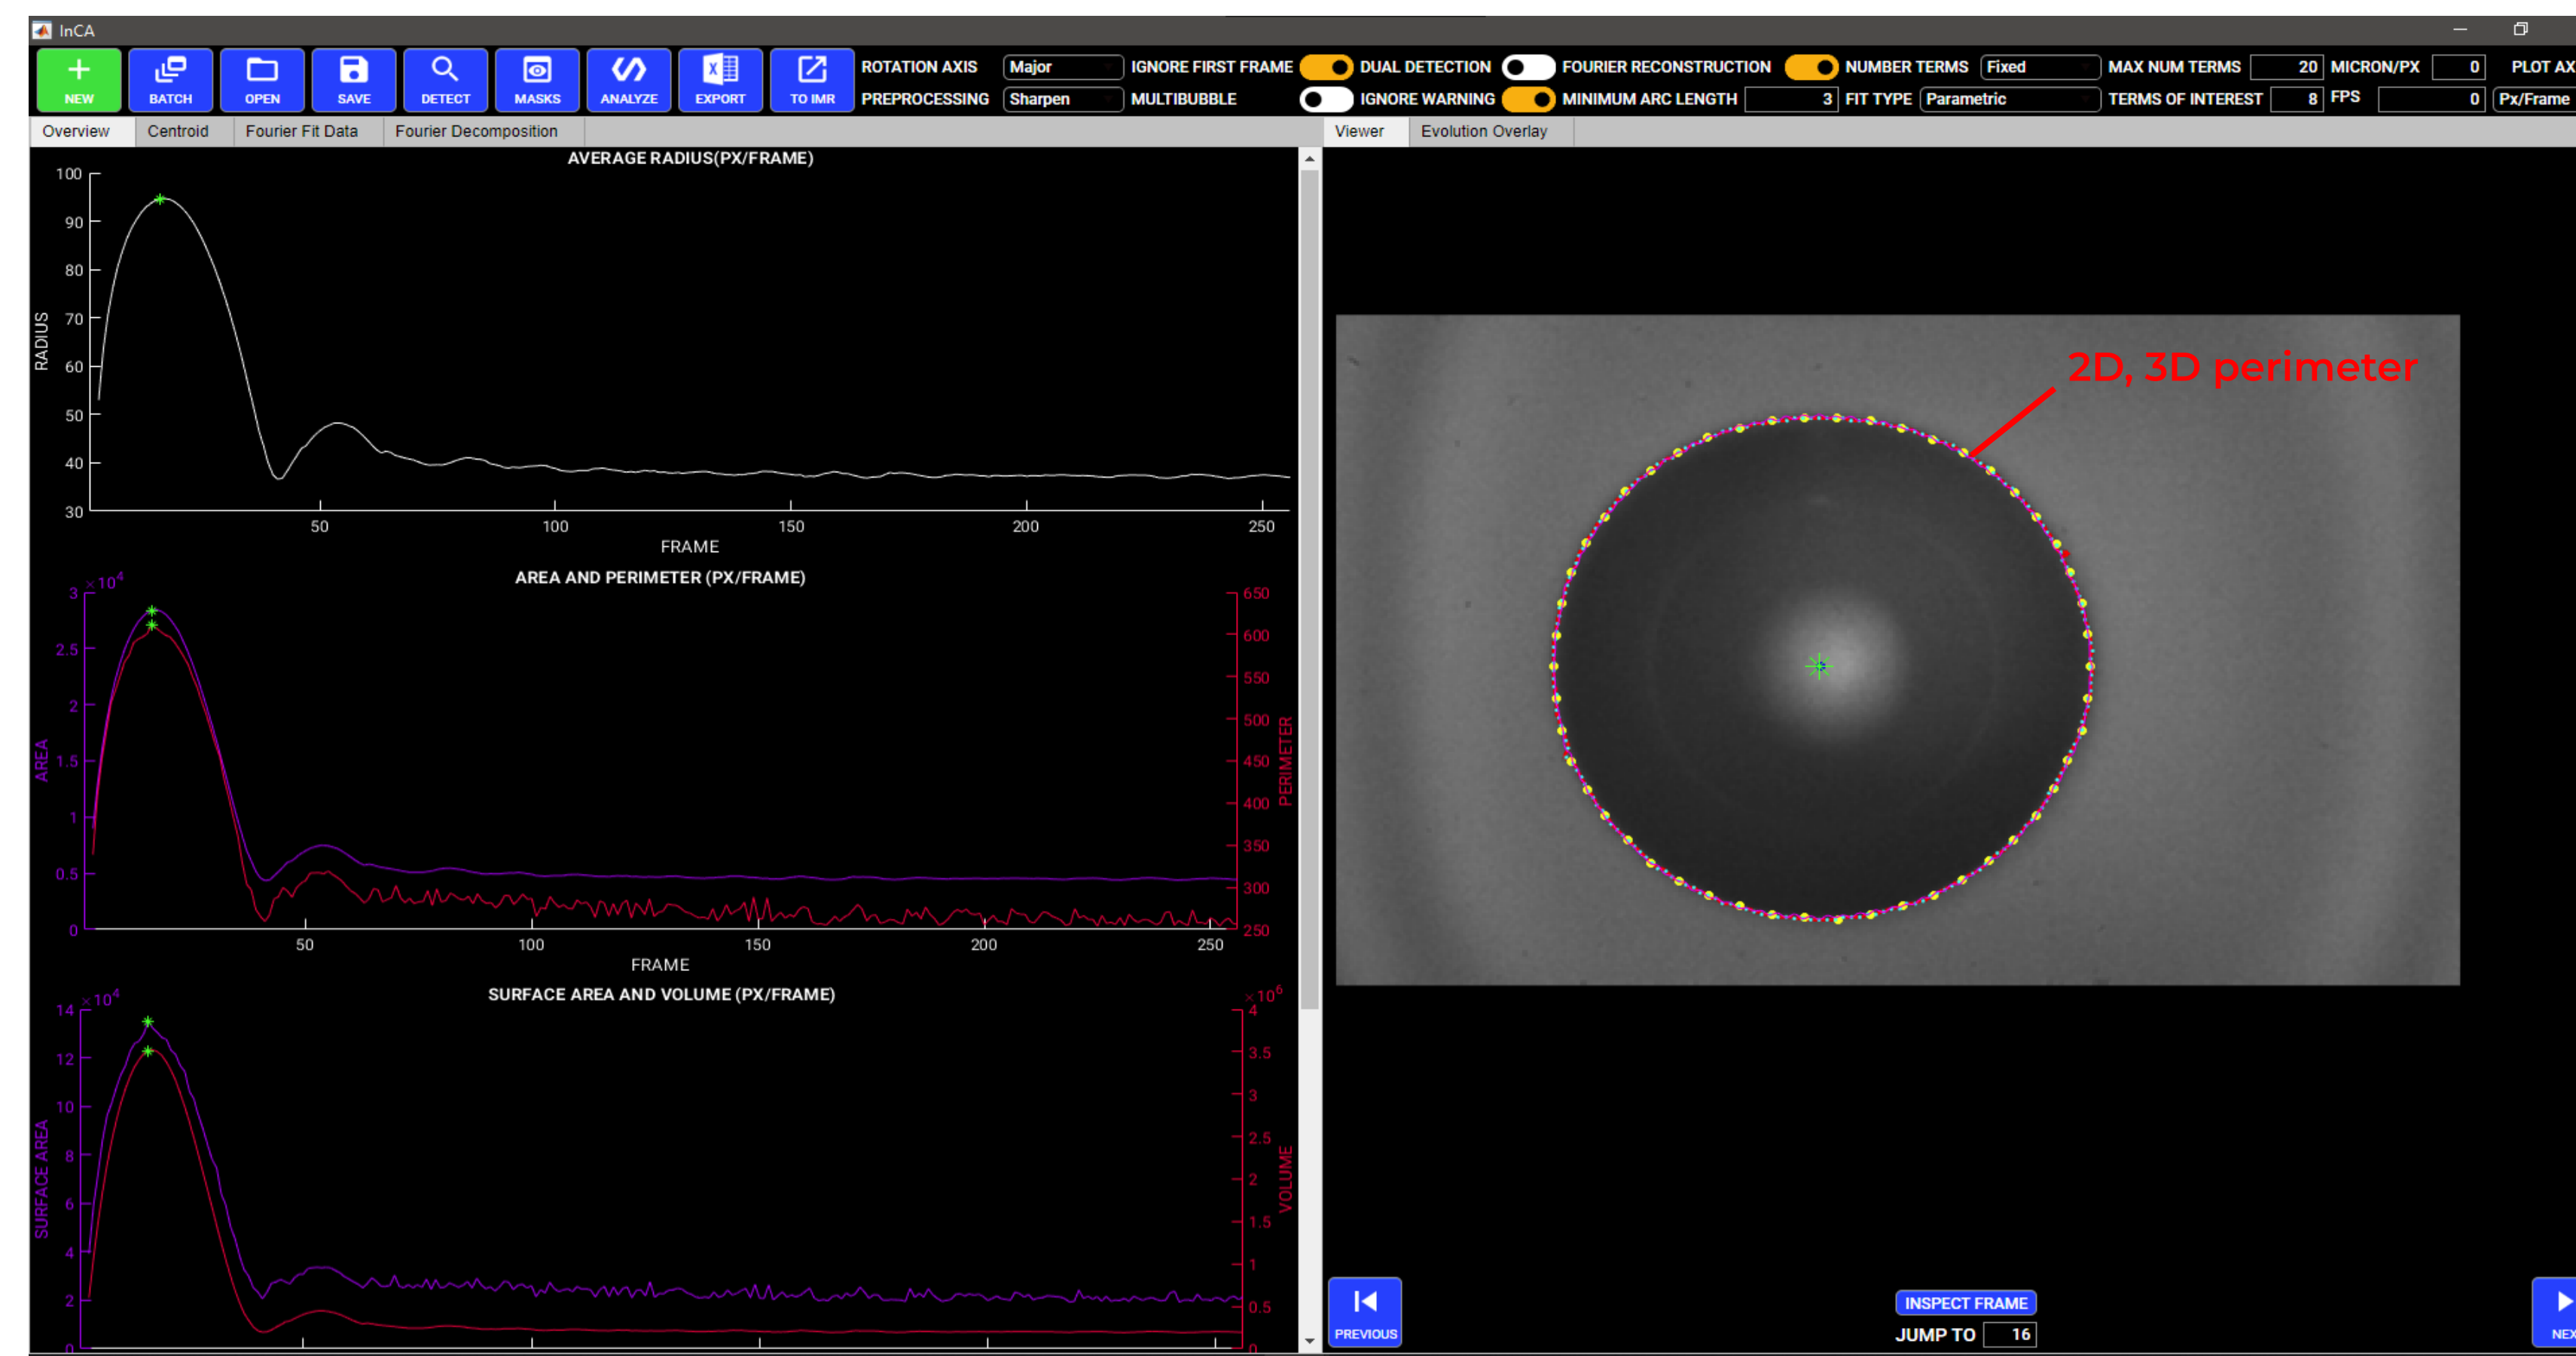 InCA
NEW BATCH OPEN SAVE DETECT MASKS ANALYZE EXPORT TO IMR
ROTATION AXIS Major IGNORE FIRST FRAME DUAL DETECTION FOURIER RECONSTRUCTION NUMBER TERMS Fixed MAX NUM TERMS 20 MICRON/PX 0 PLOT AX
PREPROCESSING Sharpen MULTIBUBBLE IGNORE WARNING MINIMUM ARC LENGTH 3 FIT TYPE Parametric TERMS OF INTEREST 8 FPS 0 Px/Frame
Overview Centroid Fourier Fit Data Fourier Decomposition
Viewer Evolution Overlay
AVERAGE RADIUS(PX/FRAME)
100
90
80
70
60
50
40
30
RADIUS
50 100 150 200 250
FRAME
AREA AND PERIMETER (PX/FRAME)
×10⁴
3
2.5
2
1.5
1
0.5
0
AREA
650
600
550
500
450
400
350
300
250
PERIMETER
50 100 150 200 250
FRAME
SURFACE AREA AND VOLUME (PX/FRAME)
×10⁴
14
12
10
8
6
4
2
0
SURFACE AREA
×10⁶
4
3.5
3
2.5
2
1.5
1
0.5
0
VOLUME
2D, 3D perimeter
PREVIOUS
INSPECT FRAME
JUMP TO 16
NEX